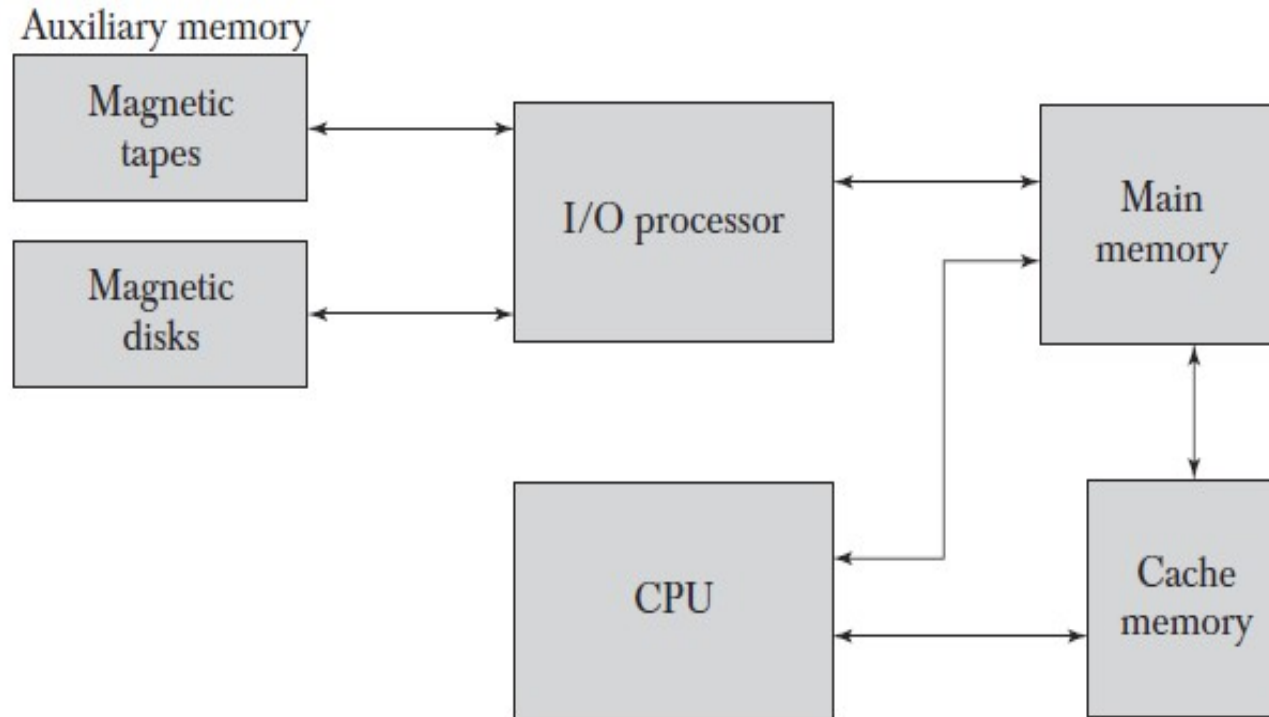 Auxiliary memory
Magnetic
tapes
I/O processor
Main
memory
Magnetic
disks
CPU
Cache
memory